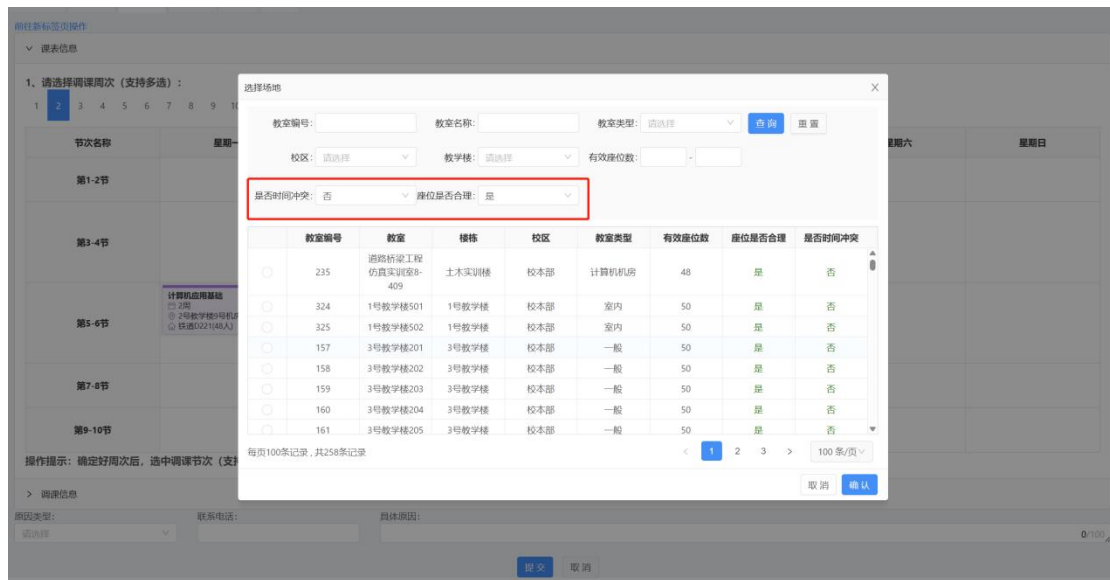 前往新标签页操作
课表信息
1、请选择调课周次（支持多选）:
1 2 3 4 5 6 7 8 9 10
节次名称 星期一 星期六 星期日
第1-2节
第3-4节
第5-6节
计算机应用基础
2周
2号教学楼9号机房
铁道0221(48人)
第7-8节
第9-10节
操作提示: 确定好周次后，选中调课节次（支持
调课信息
原因类型: 联系电话: 具体原因:
请选择 0/100
提交 取消
选择场地
教室编号: 教室名称: 教室类型: 请选择 查询 重置
校区: 请选择 教学楼: 请选择 有效座位数: -
是否时间冲突: 否 座位是否合理: 是
教室编号 教室 楼栋 校区 教室类型 有效座位数 座位是否合理 是否时间冲突
235 道路桥梁工程仿真实训室8-409 土木实训楼 校本部 计算机机房 48 是 否
324 1号教学楼501 1号教学楼 校本部 室内 50 是 否
325 1号教学楼502 1号教学楼 校本部 室内 50 是 否
157 3号教学楼201 3号教学楼 校本部 一般 50 是 否
158 3号教学楼202 3号教学楼 校本部 一般 50 是 否
159 3号教学楼203 3号教学楼 校本部 一般 50 是 否
160 3号教学楼204 3号教学楼 校本部 一般 50 是 否
161 3号教学楼205 3号教学楼 校本部 一般 50 是 否
每页100条记录 , 共258条记录
1 2 3 100 条/页
取消 确认